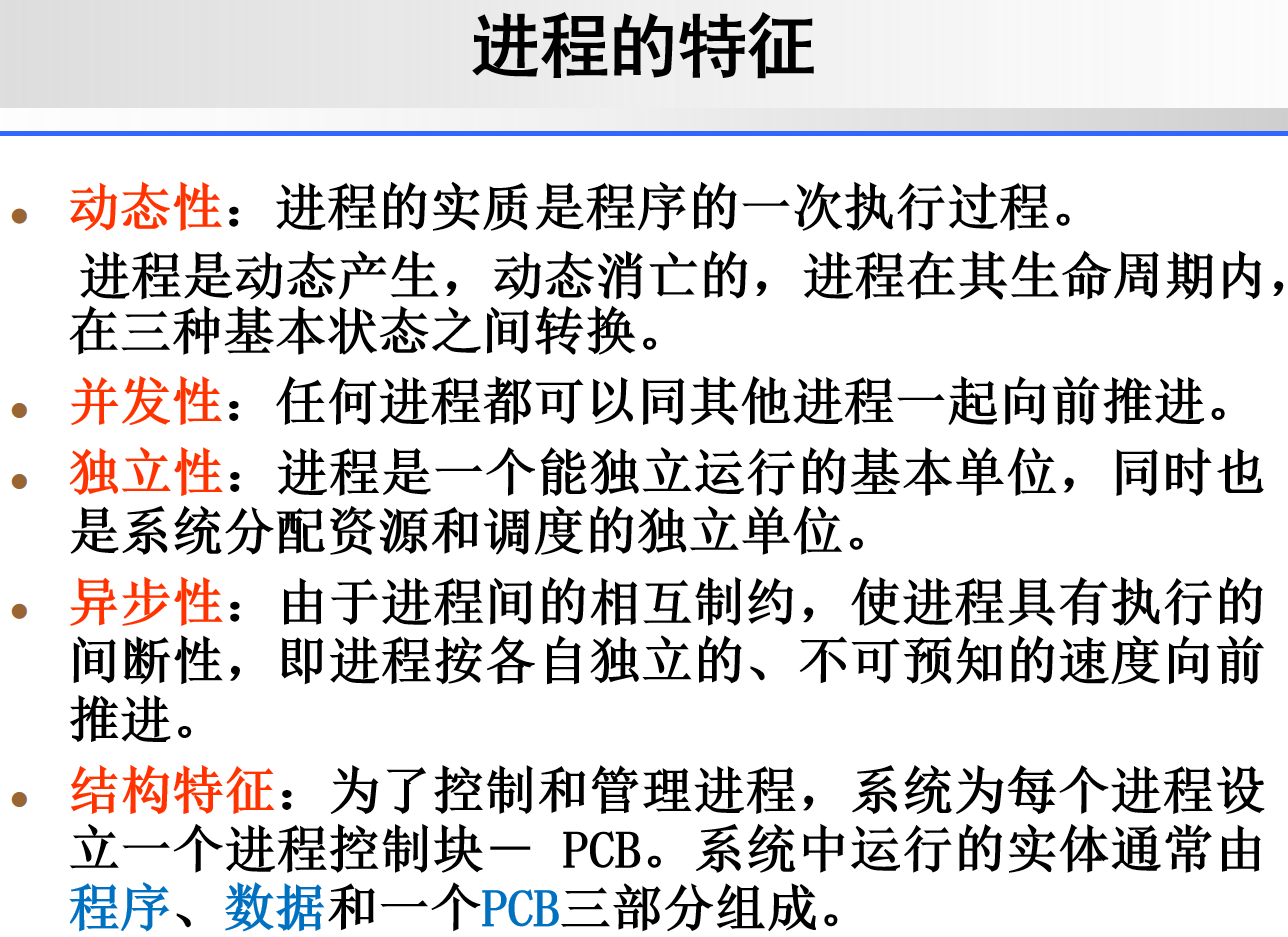 进程的特征
动态性：进程的实质是程序的一次执行过程。
进程是动态产生，动态消亡的，进程在其生命周期内，
在三种基本状态之间转换。
并发性：任何进程都可以同其他进程一起向前推进。
独立性：进程是一个能独立运行的基本单位，同时也
是系统分配资源和调度的独立单位。
异步性：由于进程间的相互制约，使进程具有执行的
间断性，即进程按各自独立的、不可预知的速度向前
推进。
结构特征：为了控制和管理进程，系统为每个进程设
立一个进程控制块－ PCB。系统中运行的实体通常由
程序、数据和一个PCB三部分组成。